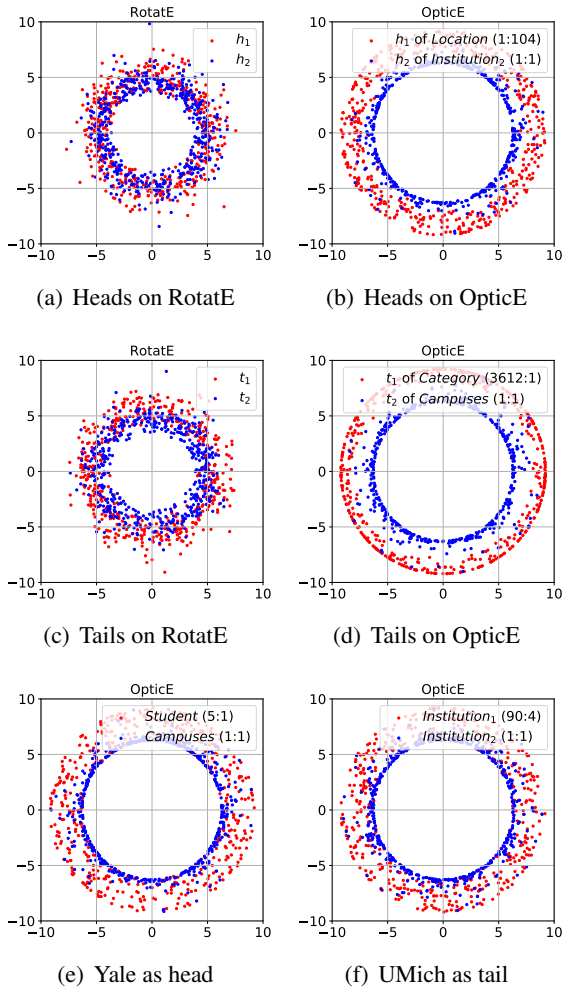 RotatE
10
5
0
−5
−10
−10 −5 0 5 10
h1
h2
(a) Heads on RotatE
OpticE
10
5
0
−5
−10
−10 −5 0 5 10
h1 of Location (1:104)
h2 of Institution2 (1:1)
(b) Heads on OpticE
RotatE
10
5
0
−5
−10
−10 −5 0 5 10
t1
t2
(c) Tails on RotatE
OpticE
10
5
0
−5
−10
−10 −5 0 5 10
t1 of Category (3612:1)
t2 of Campuses (1:1)
(d) Tails on OpticE
OpticE
10
5
0
−5
−10
−10 −5 0 5 10
Student (5:1)
Campuses (1:1)
(e) Yale as head
OpticE
10
5
0
−5
−10
−10 −5 0 5 10
Institution1 (90:4)
Institution2 (1:1)
(f) UMich as tail